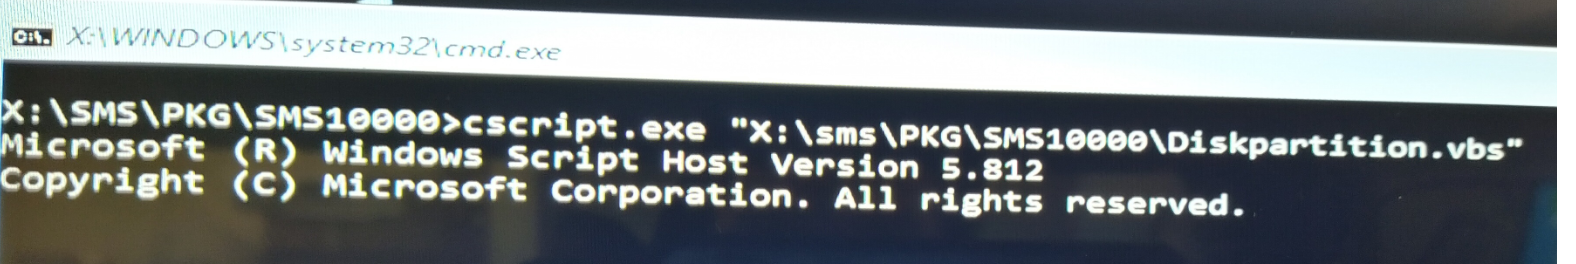 C:\. X:\WINDOWS\system32\cmd.exe
X:\SMS\PKG\SMS10000>cscript.exe "X:\sms\PKG\SMS10000\Diskpartition.vbs"
Microsoft (R) Windows Script Host Version 5.812
Copyright (C) Microsoft Corporation. All rights reserved.